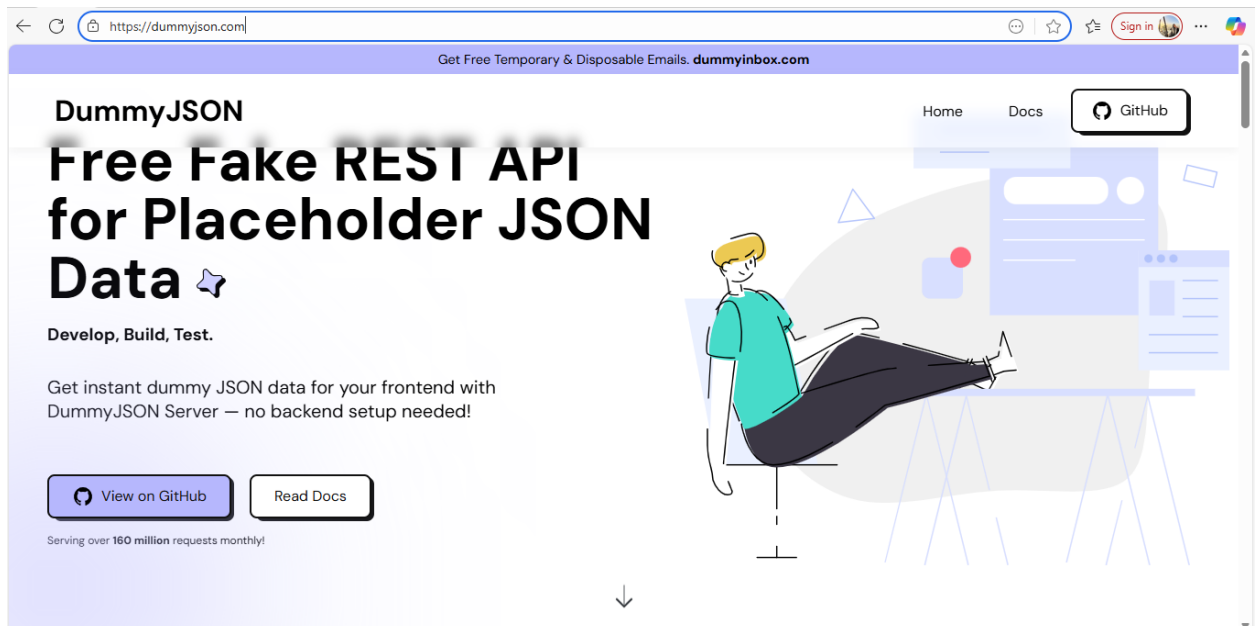 https://dummyjson.com
Sign in
Get Free Temporary & Disposable Emails. dummyinbox.com
DummyJSON
Home
Docs
GitHub
Free Fake REST API
for Placeholder JSON
Data
Develop, Build, Test.
Get instant dummy JSON data for your frontend with
DummyJSON Server — no backend setup needed!
View on GitHub
Read Docs
Serving over 160 million requests monthly!